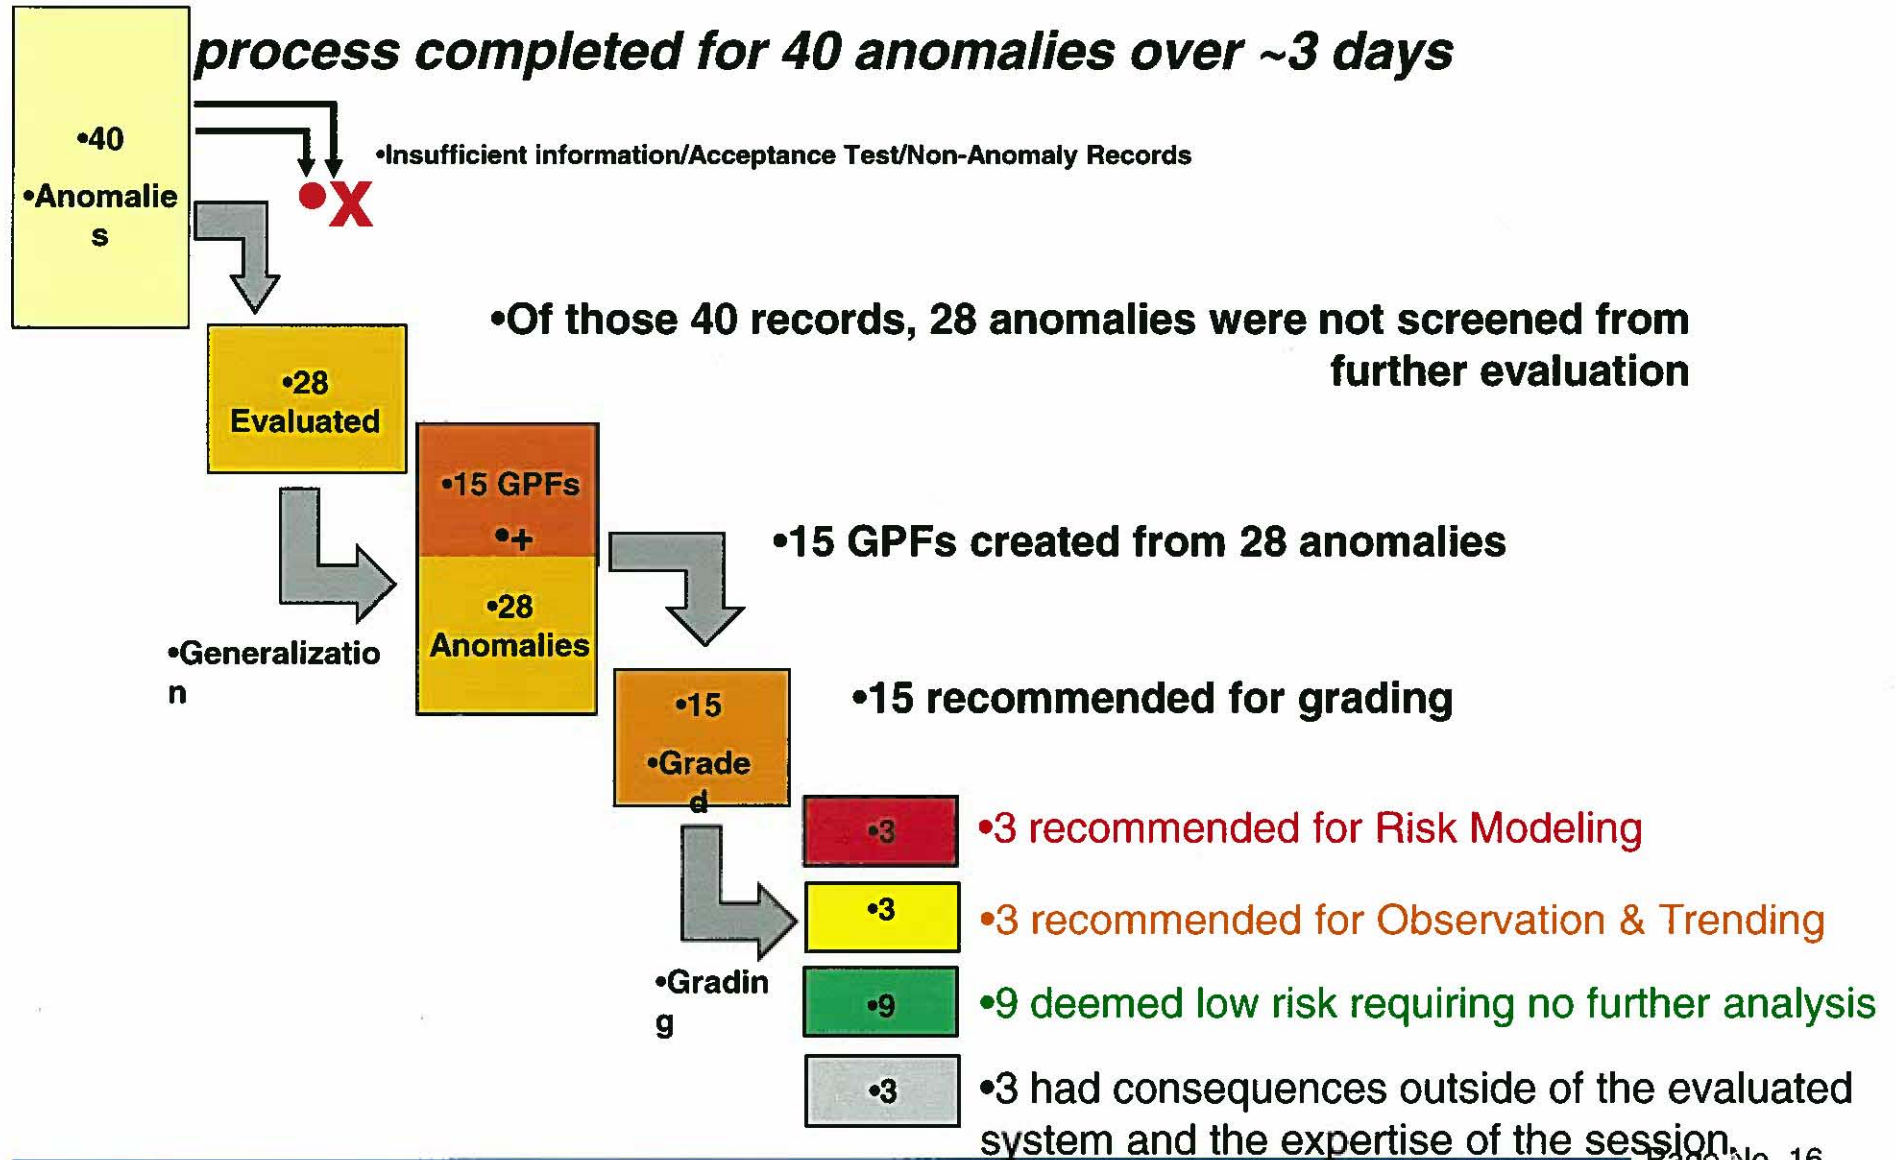 process completed for 40 anomalies over ~3 days
•40
•Anomalie
s
•Insufficient information/Acceptance Test/Non-Anomaly Records
•X
•Of those 40 records, 28 anomalies were not screened from
further evaluation
•28
Evaluated
•15 GPFs
•+
•28
Anomalies
•15 GPFs created from 28 anomalies
•Generalizatio
n
•15
•Grade
d
•15 recommended for grading
•3
•3 recommended for Risk Modeling
•3
•3 recommended for Observation & Trending
•Gradin
g
•9
•9 deemed low risk requiring no further analysis
•3
•3 had consequences outside of the evaluated
system and the expertise of the session.
Page No. 16